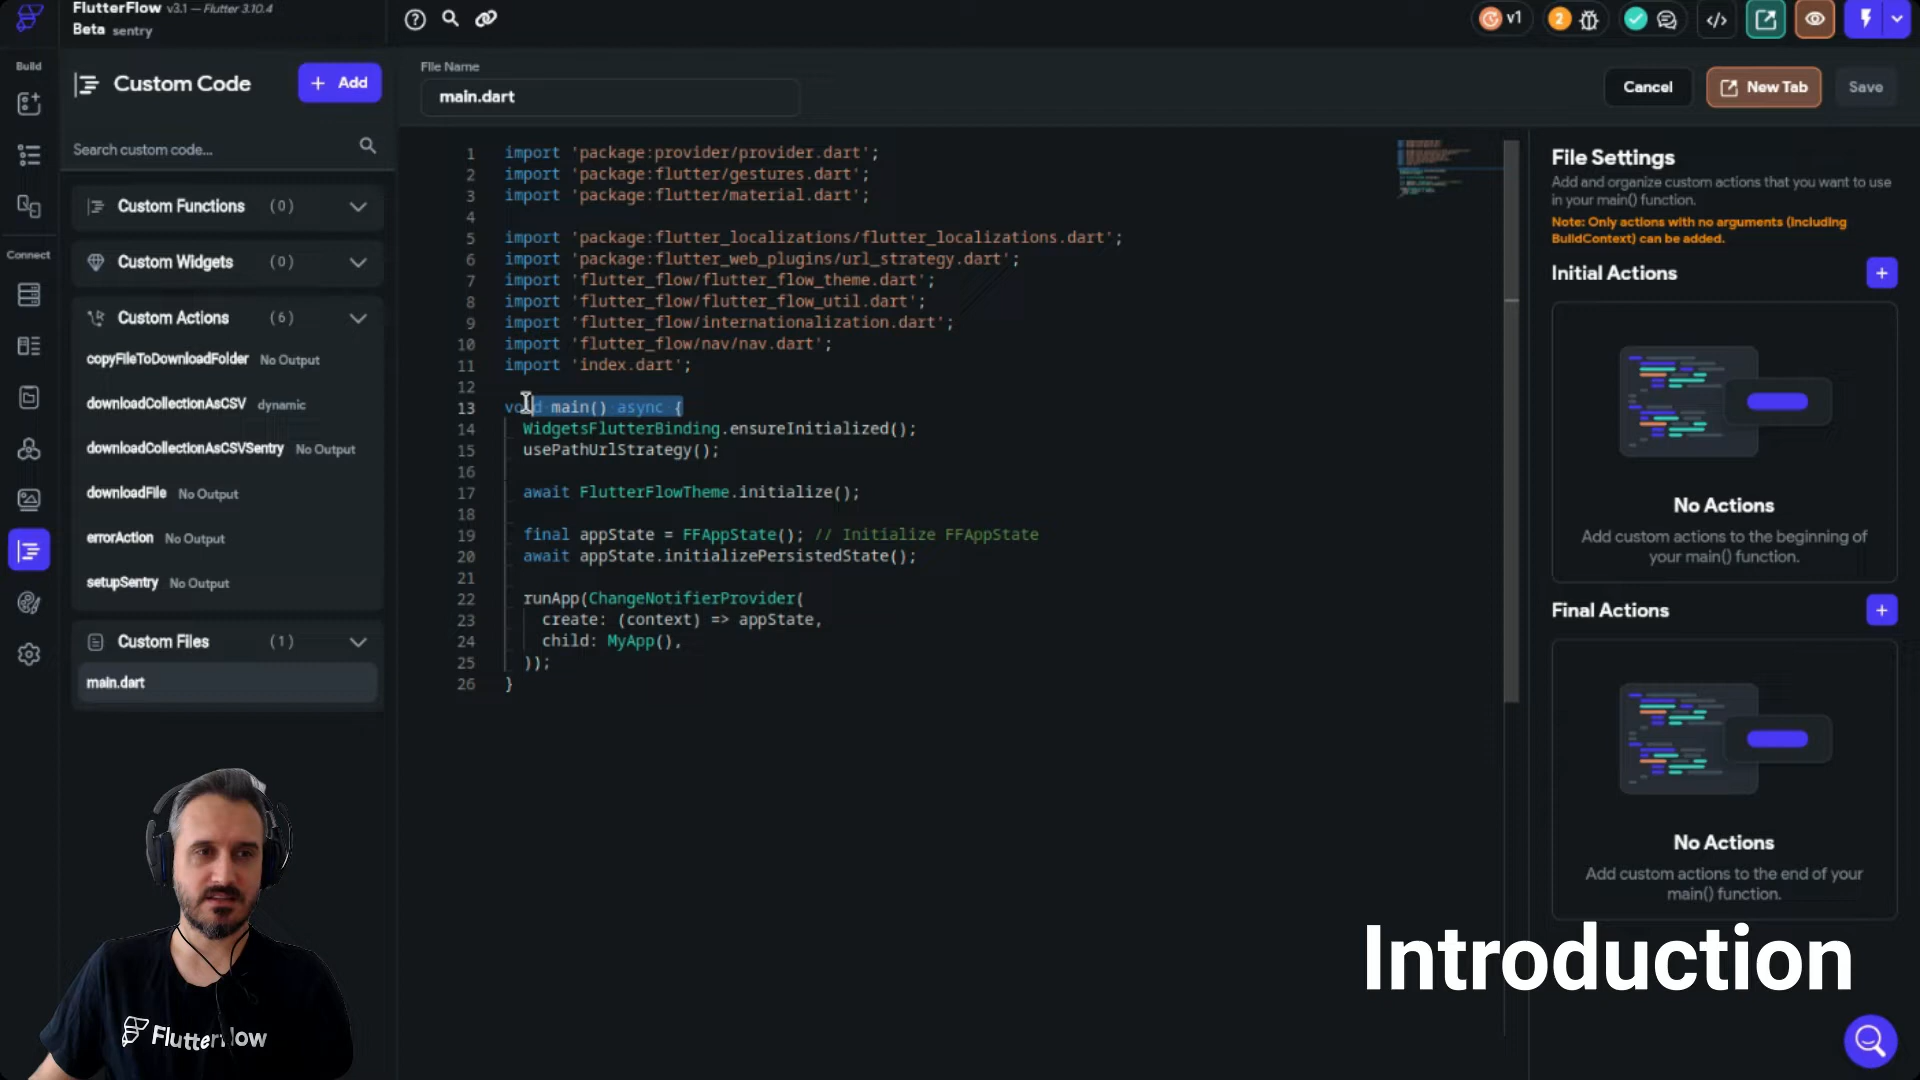 FlutterFlow v3.1 — Flutter 3.10.4
Beta sentry
v1
2
Build
Connect
Custom Code
+ Add
Search custom code...
Custom Functions (0)
Custom Widgets (0)
Custom Actions (6)
copyFileToDownloadFolder No Output
downloadCollectionAsCSV dynamic
downloadCollectionAsCSVSentry No Output
downloadFile No Output
errorAction No Output
setupSentry No Output
Custom Files (1)
main.dart
File Name
main.dart
Cancel
New Tab
Save
1 import 'package:provider/provider.dart';
2 import 'package:flutter/gestures.dart';
3 import 'package:flutter/material.dart';
4
5 import 'package:flutter_localizations/flutter_localizations.dart';
6 import 'package:flutter_web_plugins/url_strategy.dart';
7 import 'flutter_flow/flutter_flow_theme.dart';
8 import 'flutter_flow/flutter_flow_util.dart';
9 import 'flutter_flow/internationalization.dart';
10 import 'flutter_flow/nav/nav.dart';
11 import 'index.dart';
12
13 void main() async {
14 WidgetsFlutterBinding.ensureInitialized();
15 usePathUrlStrategy();
16
17 await FlutterFlowTheme.initialize();
18
19 final appState = FFAppState(); // Initialize FFAppState
20 await appState.initializePersistedState();
21
22 runApp(ChangeNotifierProvider(
23 create: (context) => appState,
24 child: MyApp(),
25 ));
26 }
File Settings
Add and organize custom actions that you want to use
in your main() function.
Note: Only actions with no arguments (including
BuildContext) can be added.
Initial Actions
No Actions
Add custom actions to the beginning of
your main() function.
Final Actions
No Actions
Add custom actions to the end of your
main() function.
Introduction
FlutterFlow